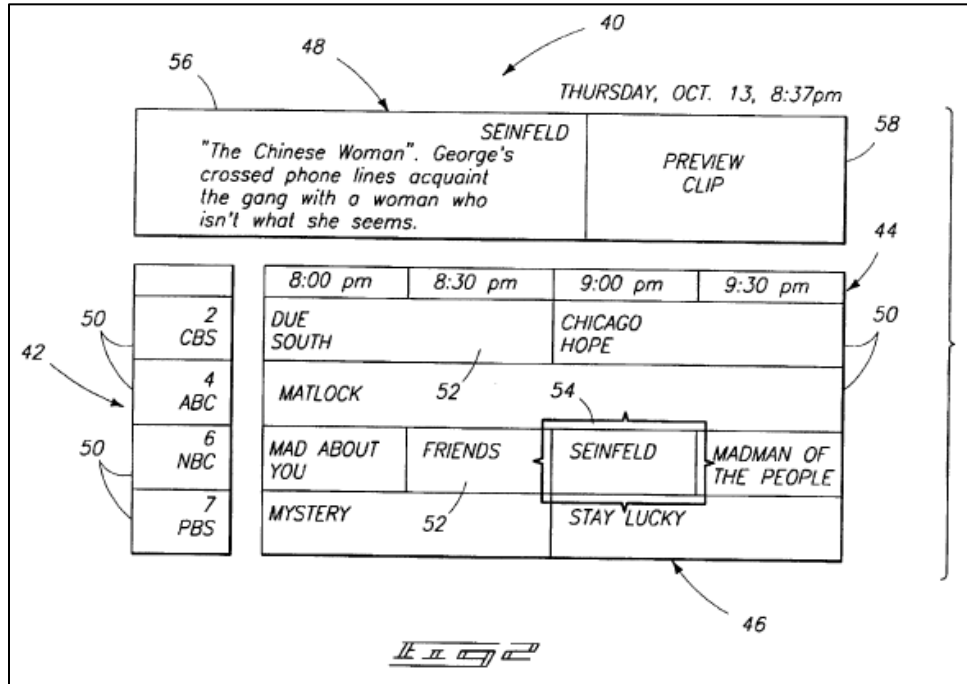 40
48
56
THURSDAY, OCT. 13, 8:37pm
SEINFELD
"The Chinese Woman". George's
crossed phone lines acquaint
the gang with a woman who
isn't what she seems.
PREVIEW
CLIP
58
44
8:00 pm 8:30 pm 9:00 pm 9:30 pm
50
42
2
CBS
DUE
SOUTH
CHICAGO
HOPE
50
52
4
ABC
MATLOCK
54
50
6
NBC
MAD ABOUT
YOU
FRIENDS
SEINFELD
MADMAN OF
THE PEOPLE
7
PBS
MYSTERY
52
STAY LUCKY
46
Fig 2